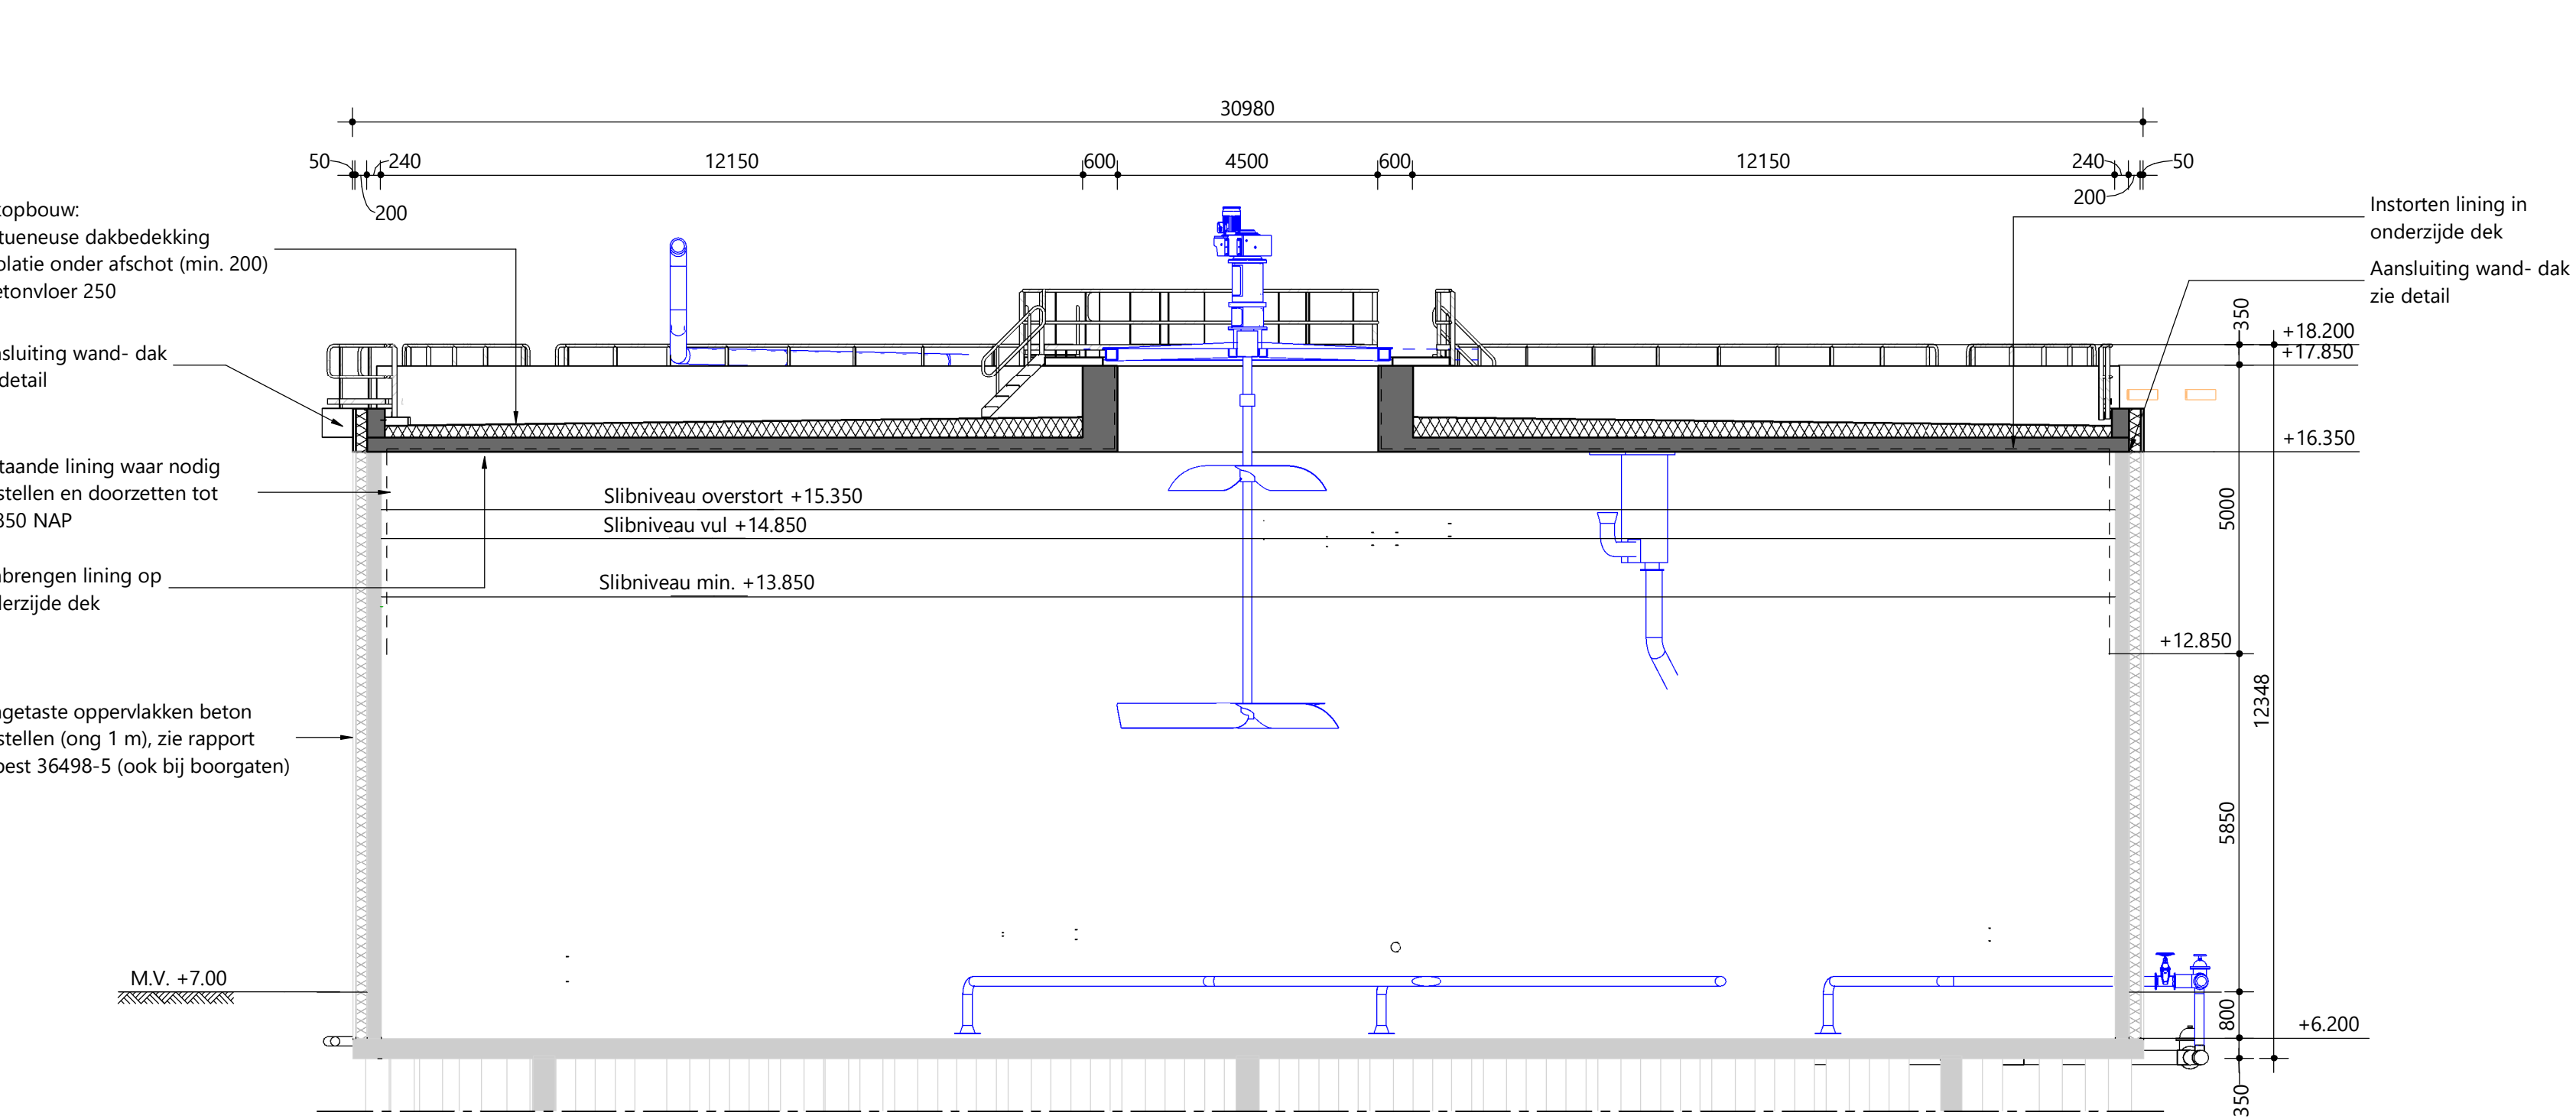 30980
50
240
12150
600
4500
600
12150
240
50
200
200
opbouw:
tueneuse dakbedekking
olatie onder afschot (min. 200)
etonvloer 250
sluiting wand- dak
detail
taande lining waar nodig
stellen en doorzetten tot
350 NAP
brengen lining op
erzijde dek
getaste oppervlakken beton
stellen (ong 1 m), zie rapport
best 36498-5 (ook bij boorgaten)
M.V. +7.00
Slibniveau overstort +15.350
Slibniveau vul +14.850
Slibniveau min. +13.850
Instorten lining in
onderzijde dek
Aansluiting wand- dak
zie detail
350
+18.200
+17.850
+16.350
5000
+12.850
12348
5850
800
+6.200
350